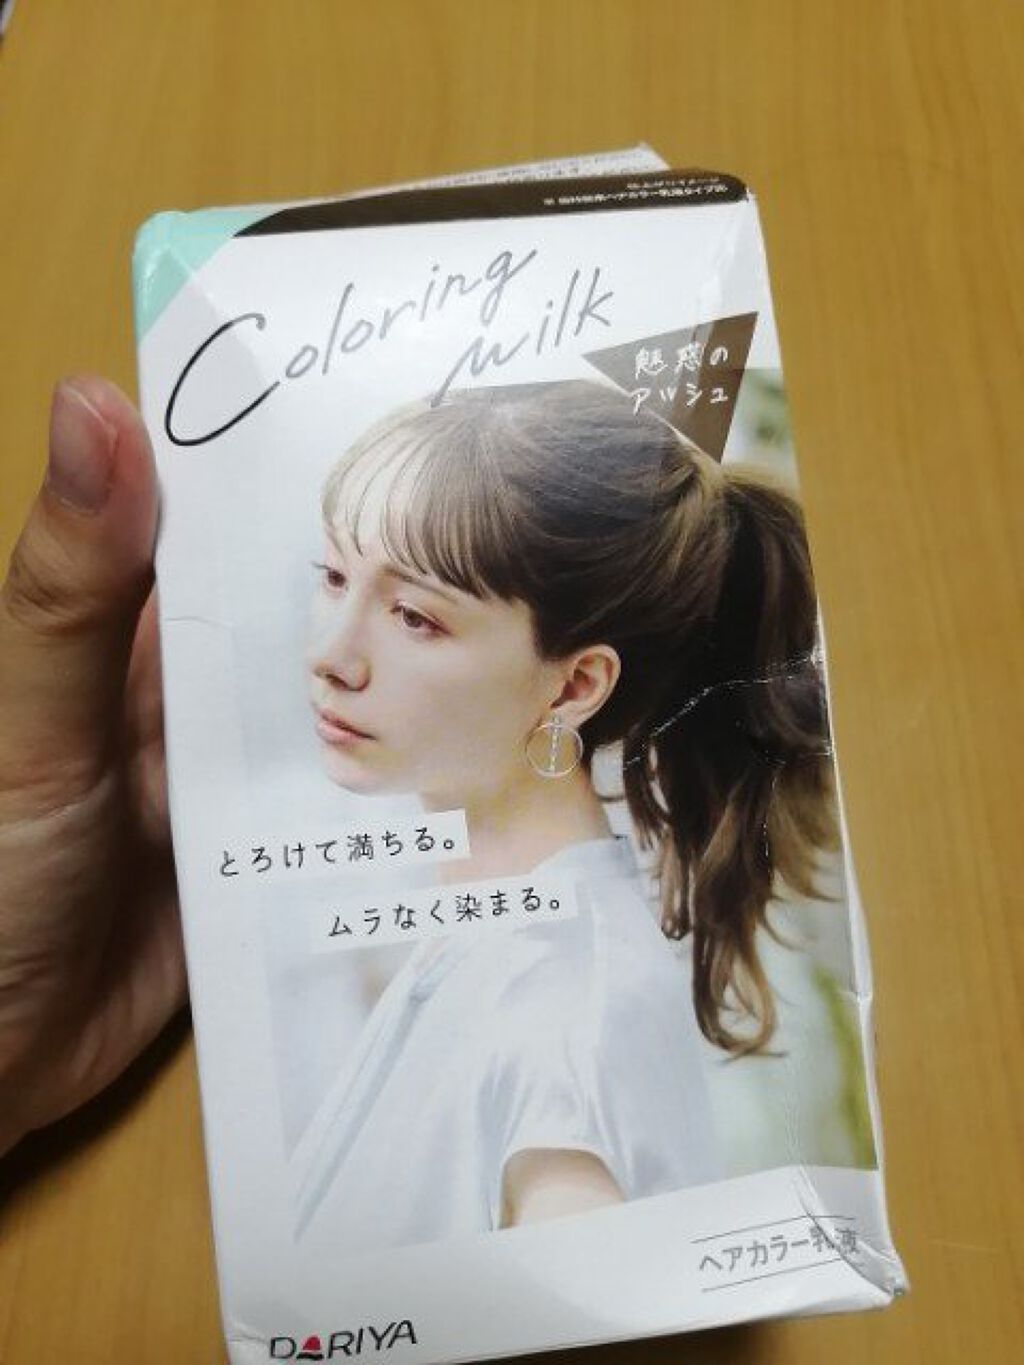 Coloring
Milk
魅惑の
アッシュ
とろけて満ちる。
ムラなく染まる。
ヘアカラー乳液
DARIYA